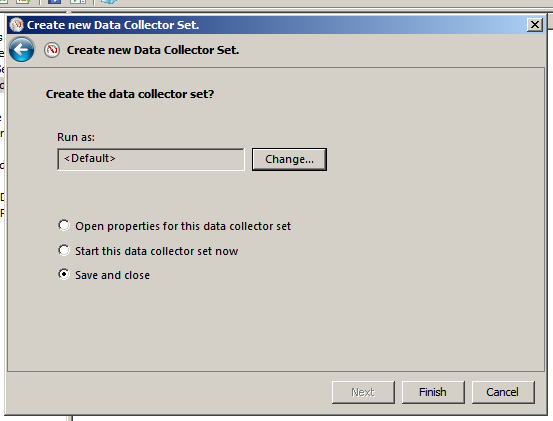 Create new Data Collector Set.
Create new Data Collector Set.
Create the data collector set?
Run as:
<Default>
Change...
Open properties for this data collector set
Start this data collector set now
Save and close
Next
Finish
Cancel